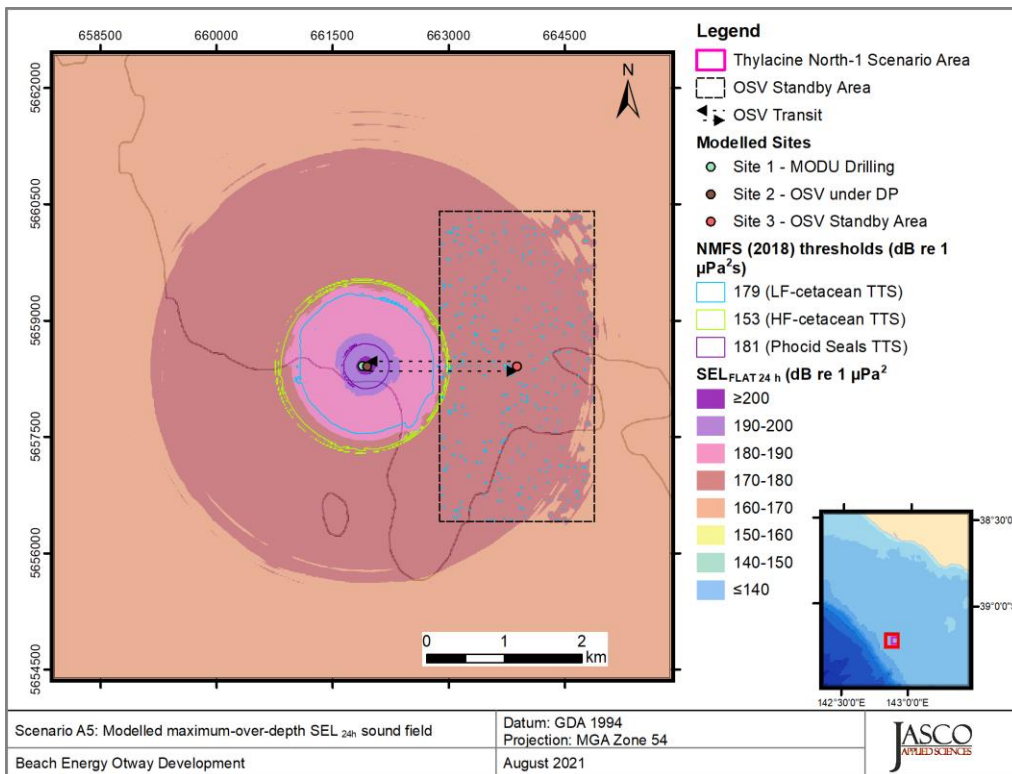 658500 660000 661500 663000 664500
5662000
5660500
5659000
5657500
5656000
5654500
N
0 1 2
km
Legend
Thylacine North-1 Scenario Area
OSV Standby Area
OSV Transit
Modelled Sites
Site 1 - MODU Drilling
Site 2 - OSV under DP
Site 3 - OSV Standby Area
NMFS (2018) thresholds (dB re 1
µPa²s)
179 (LF-cetacean TTS)
153 (HF-cetacean TTS)
181 (Phocid Seals TTS)
SEL FLAT 24 h (dB re 1 µPa²
≥200
190-200
180-190
170-180
160-170
150-160
140-150
≤140
38°30'S
39°0'0"S
142°30'0"E 143°0'0"E
Scenario A5: Modelled maximum-over-depth SEL 24h sound field
Datum: GDA 1994
Projection: MGA Zone 54
Beach Energy Otway Development
August 2021
JASCO
APPLIED SCIENCES